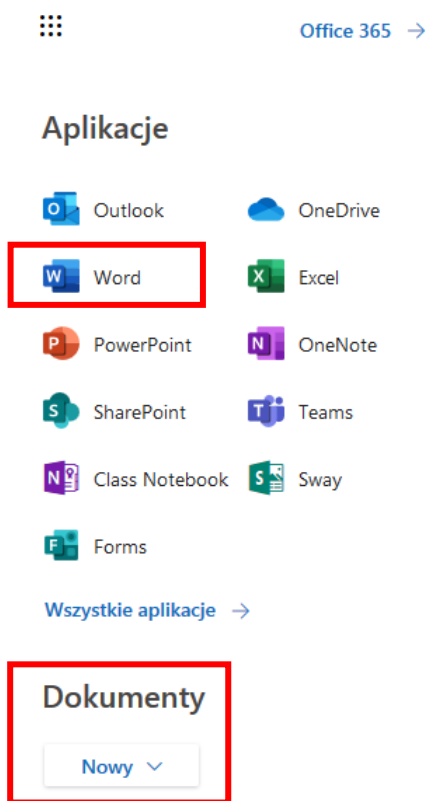 Office 365
Aplikacje
Outlook OneDrive
Word Excel
PowerPoint OneNote
SharePoint Teams
Class Notebook Sway
Forms
Wszystkie aplikacje
Dokumenty
Nowy